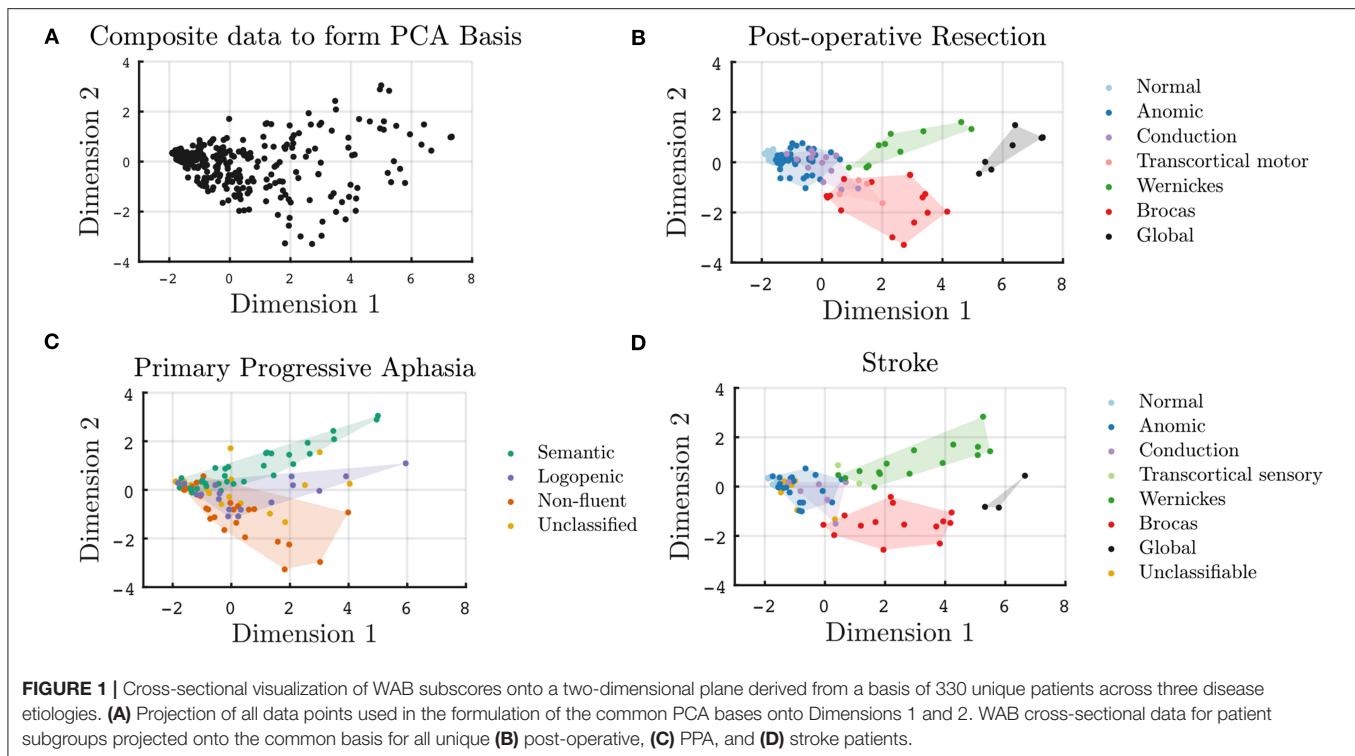 A
Composite data to form PCA Basis
4
2
0
−2
−4
Dimension 2
−2 0 2 4 6 8
Dimension 1
B
Post-operative Resection
4
2
0
−2
−4
Dimension 2
−2 0 2 4 6 8
Dimension 1
Normal
Anomic
Conduction
Transcortical motor
Wernickes
Brocas
Global
C
Primary Progressive Aphasia
4
2
0
−2
−4
Dimension 2
−2 0 2 4 6 8
Dimension 1
Semantic
Logopenic
Non-fluent
Unclassified
D
Stroke
4
2
0
−2
−4
Dimension 2
−2 0 2 4 6 8
Dimension 1
Normal
Anomic
Conduction
Transcortical sensory
Wernickes
Brocas
Global
Unclassifiable
FIGURE 1 | Cross-sectional visualization of WAB subscores onto a two-dimensional plane derived from a basis of 330 unique patients across three disease
etiologies. (A) Projection of all data points used in the formulation of the common PCA bases onto Dimensions 1 and 2. WAB cross-sectional data for patient
subgroups projected onto the common basis for all unique (B) post-operative, (C) PPA, and (D) stroke patients.